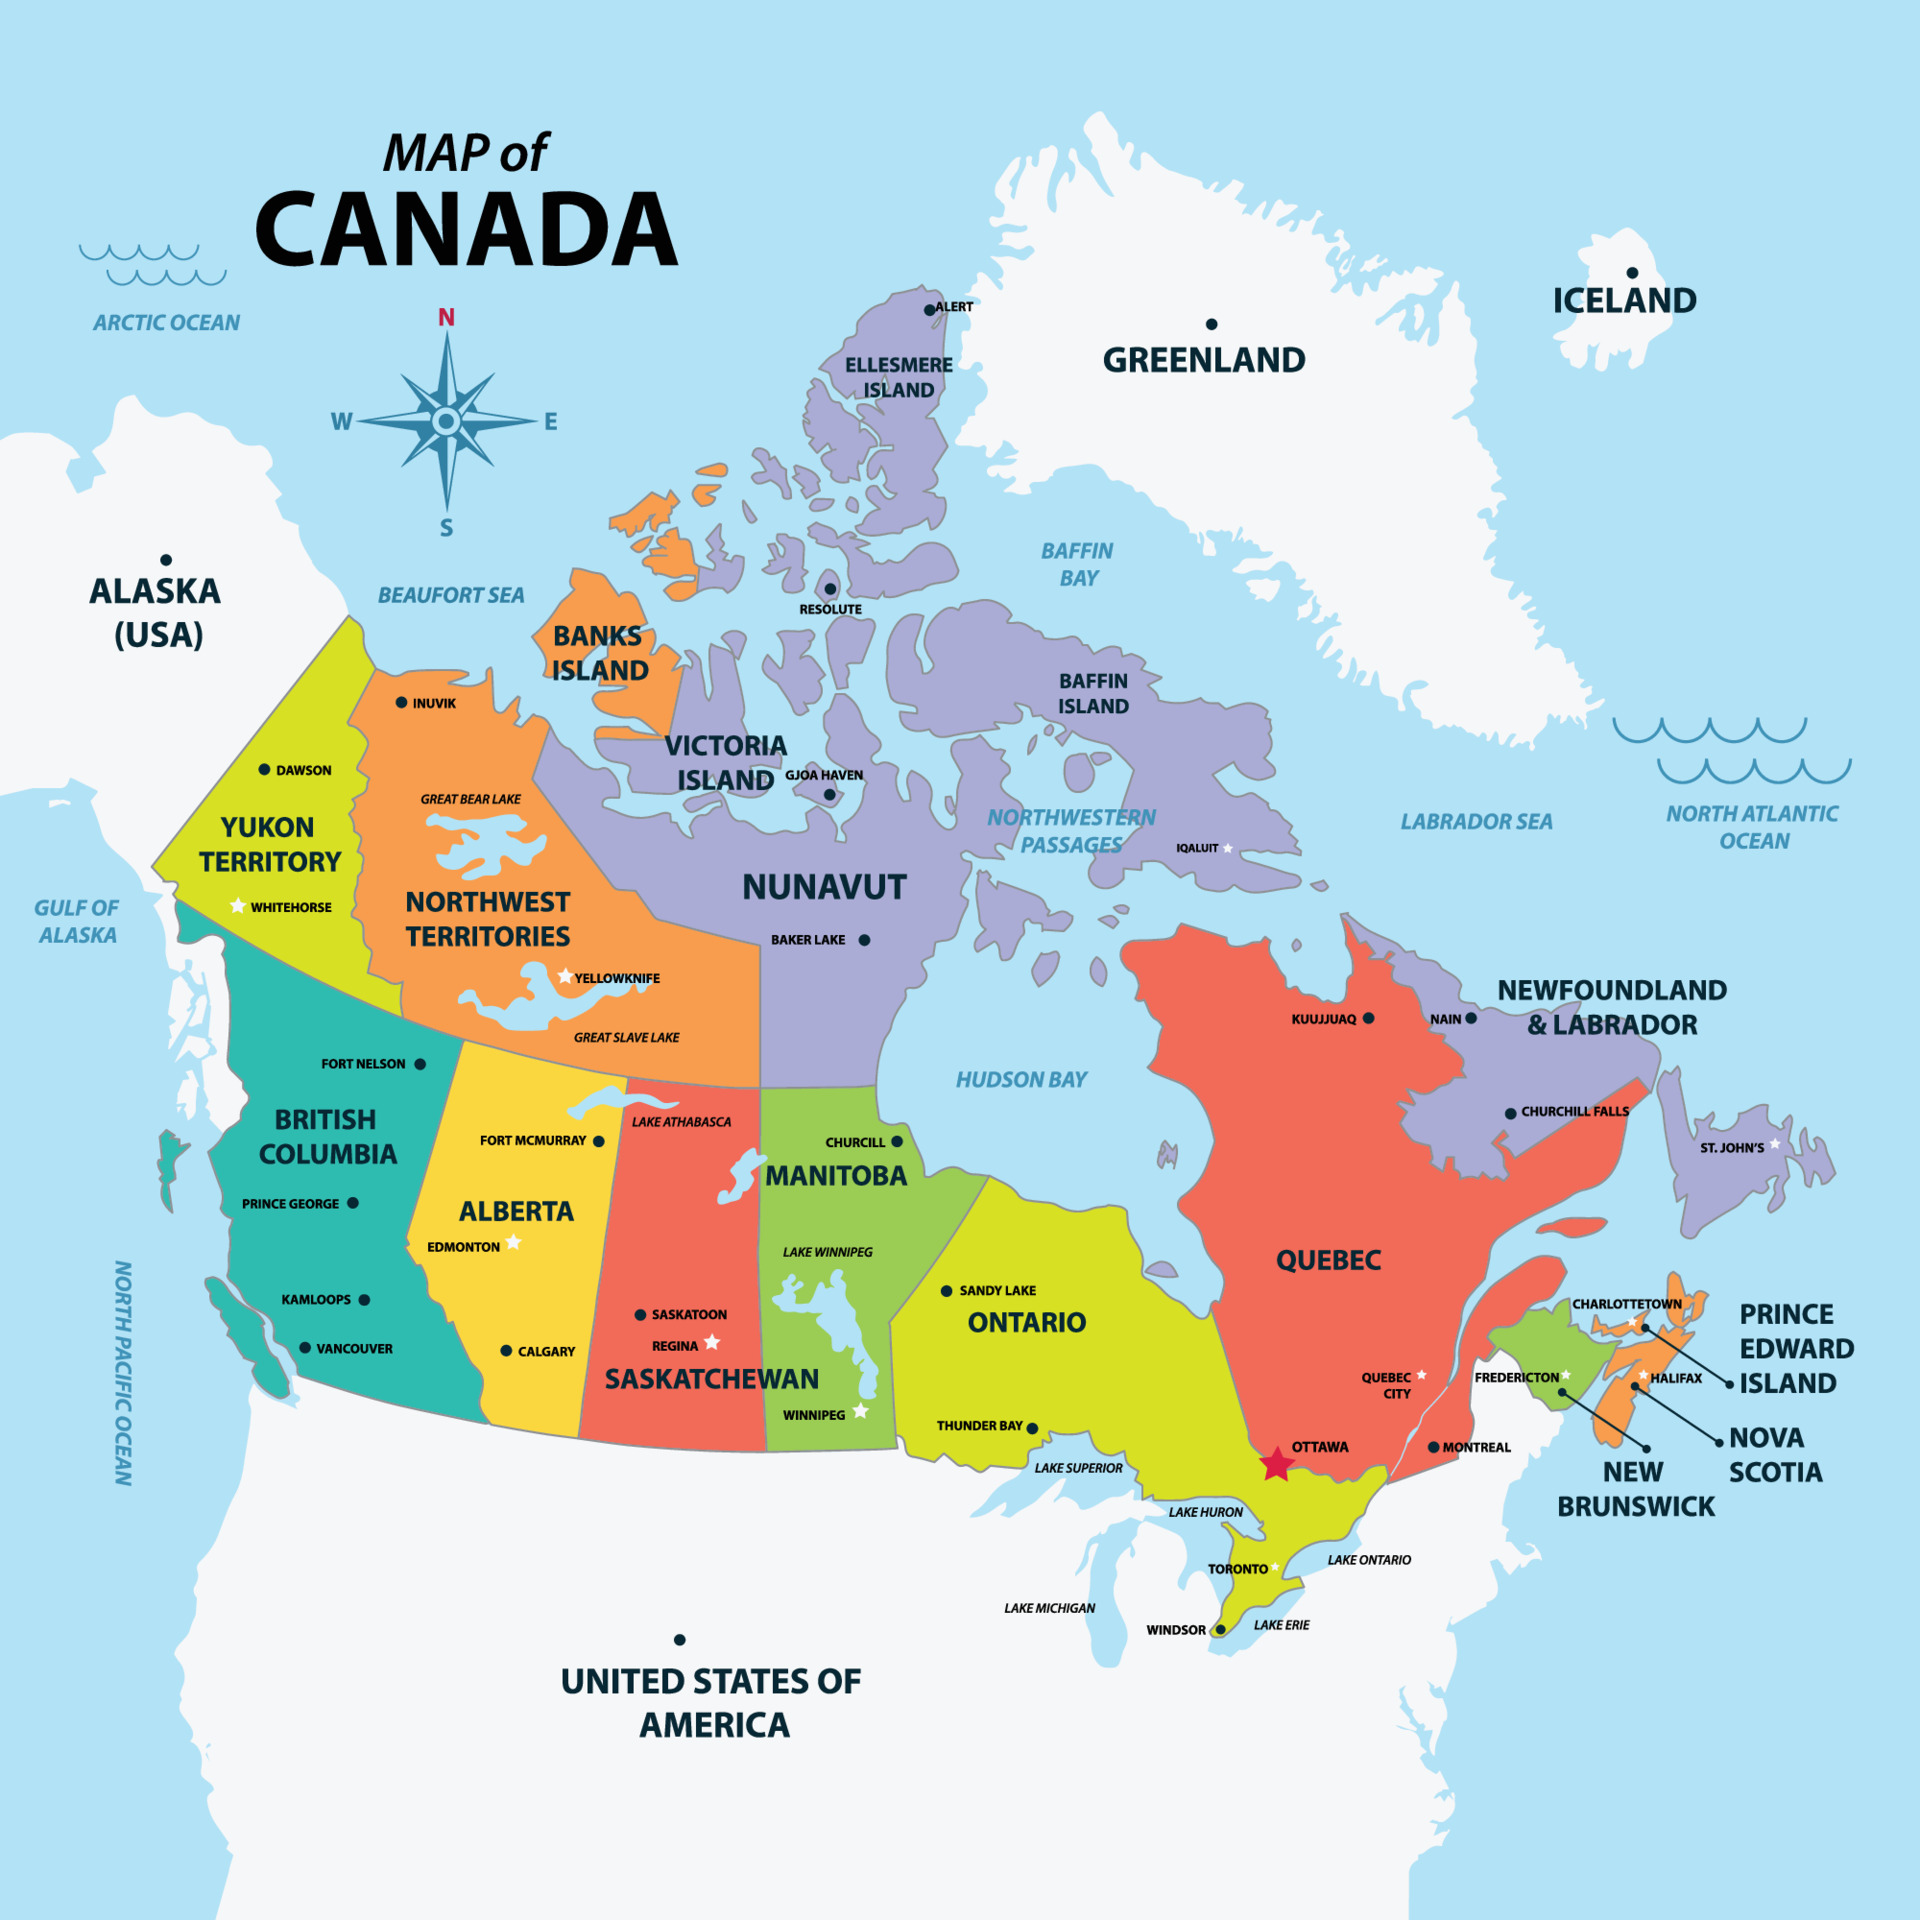 MAP of
CANADA
ARCTIC OCEAN
N
W
E
S
ICELAND
ALERT
GREENLAND
ELLESMERE
ISLAND
ALASKA
(USA)
BEAUFORT SEA
BAFFIN
BAY
RESOLUTE
BANKS
ISLAND
BAFFIN
ISLAND
INUVIK
VICTORIA
ISLAND
GJOA HAVEN
DAWSON
GREAT BEAR LAKE
NORTHWESTERN
PASSAGES
LABRADOR SEA
NORTH ATLANTIC
OCEAN
YUKON
TERRITORY
IQALUIT
NUNAVUT
WHITEHORSE
GULF OF
ALASKA
NORTHWEST
TERRITORIES
BAKER LAKE
YELLOWKNIFE
NEWFOUNDLAND
& LABRADOR
KUUJJUAQ
NAIN
GREAT SLAVE LAKE
FORT NELSON
HUDSON BAY
BRITISH
COLUMBIA
LAKE ATHABASCA
CHURCHILL FALLS
FORT MCMURRAY
CHURCILL
ST. JOHN'S
MANITOBA
PRINCE GEORGE
ALBERTA
EDMONTON
LAKE WINNIPEG
QUEBEC
NORTH PACIFIC OCEAN
KAMLOOPS
SANDY LAKE
CHARLOTTETOWN
PRINCE
EDWARD
ISLAND
SASKATOON
ONTARIO
VANCOUVER
CALGARY
REGINA
SASKATCHEWAN
QUEBEC
CITY
FREDERICTON
HALIFAX
WINNIPEG
THUNDER BAY
OTTAWA
MONTREAL
NOVA
SCOTIA
LAKE SUPERIOR
NEW
BRUNSWICK
LAKE HURON
LAKE ONTARIO
TORONTO
LAKE MICHIGAN
WINDSOR
LAKE ERIE
UNITED STATES OF
AMERICA